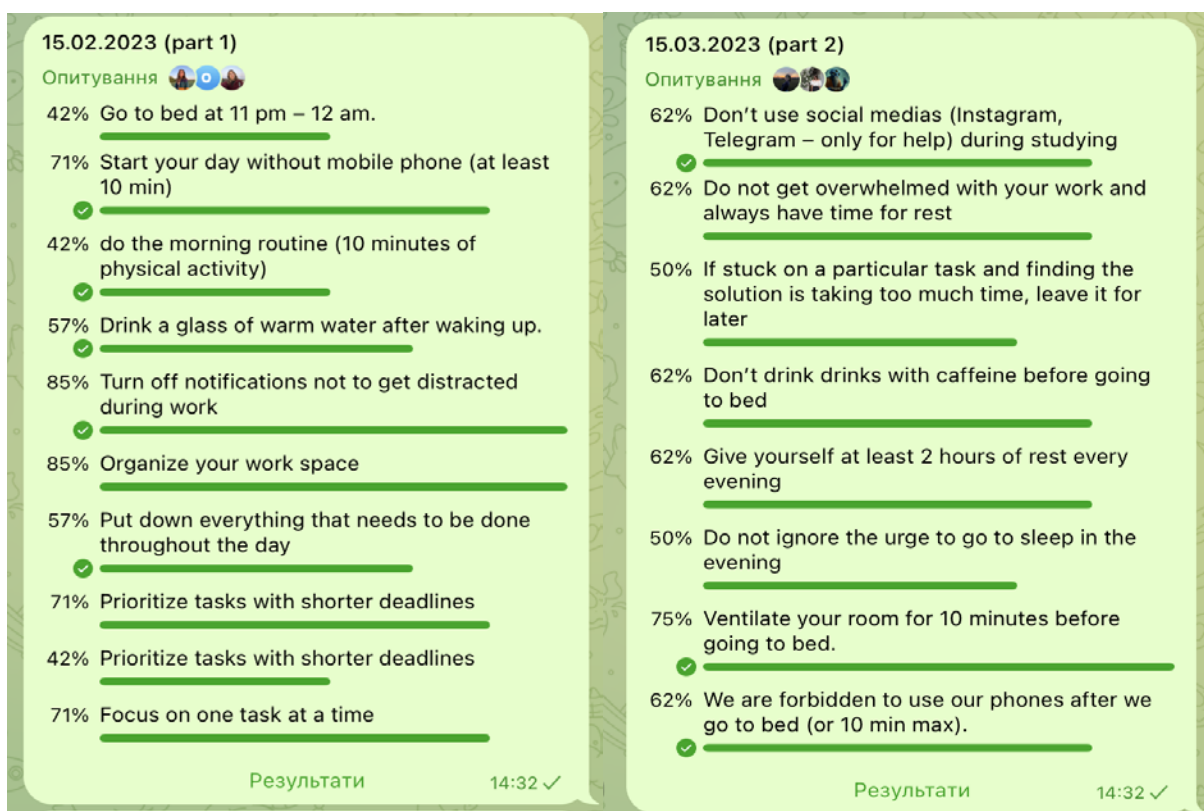 15.02.2023 (part 1)
Опитування
42% Go to bed at 11 pm – 12 am.
71% Start your day without mobile phone (at least
10 min)
42% do the morning routine (10 minutes of
physical activity)
57% Drink a glass of warm water after waking up.
85% Turn off notifications not to get distracted
during work
85% Organize your work space
57% Put down everything that needs to be done
throughout the day
71% Prioritize tasks with shorter deadlines
42% Prioritize tasks with shorter deadlines
71% Focus on one task at a time
Результати
14:32
15.03.2023 (part 2)
Опитування
62% Don’t use social medias (Instagram,
Telegram – only for help) during studying
62% Do not get overwhelmed with your work and
always have time for rest
50% If stuck on a particular task and finding the
solution is taking too much time, leave it for
later
62% Don’t drink drinks with caffeine before going
to bed
62% Give yourself at least 2 hours of rest every
evening
50% Do not ignore the urge to go to sleep in the
evening
75% Ventilate your room for 10 minutes before
going to bed.
62% We are forbidden to use our phones after we
go to bed (or 10 min max).
Результати
14:32